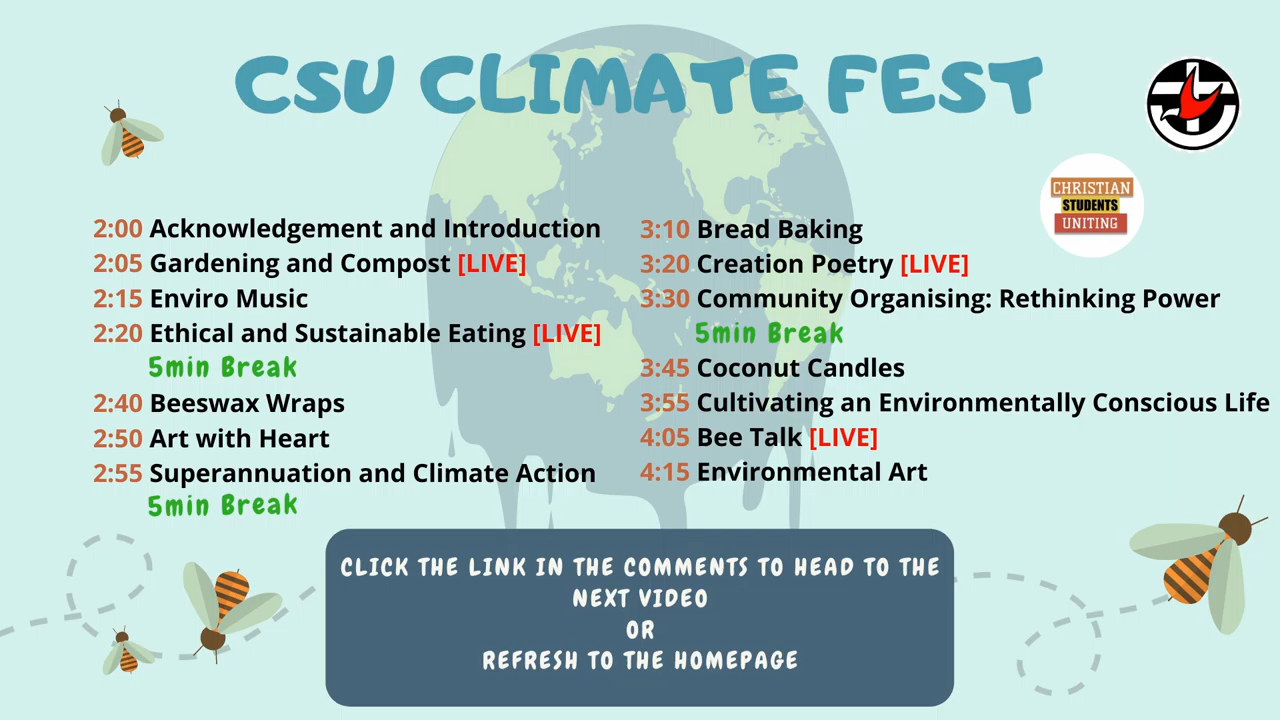 CSU CLIMATE FEST
CHRISTIAN
STUDENTS
UNITING
2:00 Acknowledgement and Introduction
2:05 Gardening and Compost [LIVE]
2:15 Enviro Music
2:20 Ethical and Sustainable Eating [LIVE]
5min Break
2:40 Beeswax Wraps
2:50 Art with Heart
2:55 Superannuation and Climate Action
5min Break
3:10 Bread Baking
3:20 Creation Poetry [LIVE]
3:30 Community Organising: Rethinking Power
5min Break
3:45 Coconut Candles
3:55 Cultivating an Environmentally Conscious Life
4:05 Bee Talk [LIVE]
4:15 Environmental Art
CLICK THE LINK IN THE COMMENTS TO HEAD TO THE
NEXT VIDEO
OR
REFRESH TO THE HOMEPAGE